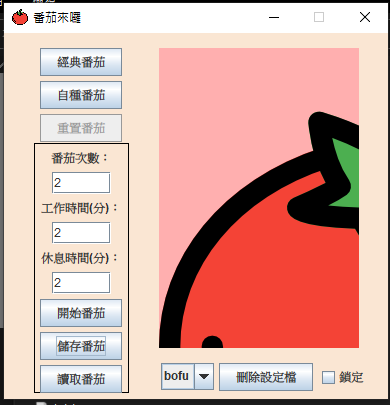 番茄來囉
經典番茄
自種番茄
重置番茄
番茄次數：
2
工作時間(分)：
2
休息時間(分)：
2
開始番茄
儲存番茄
讀取番茄
bofu
刪除設定檔
鎖定